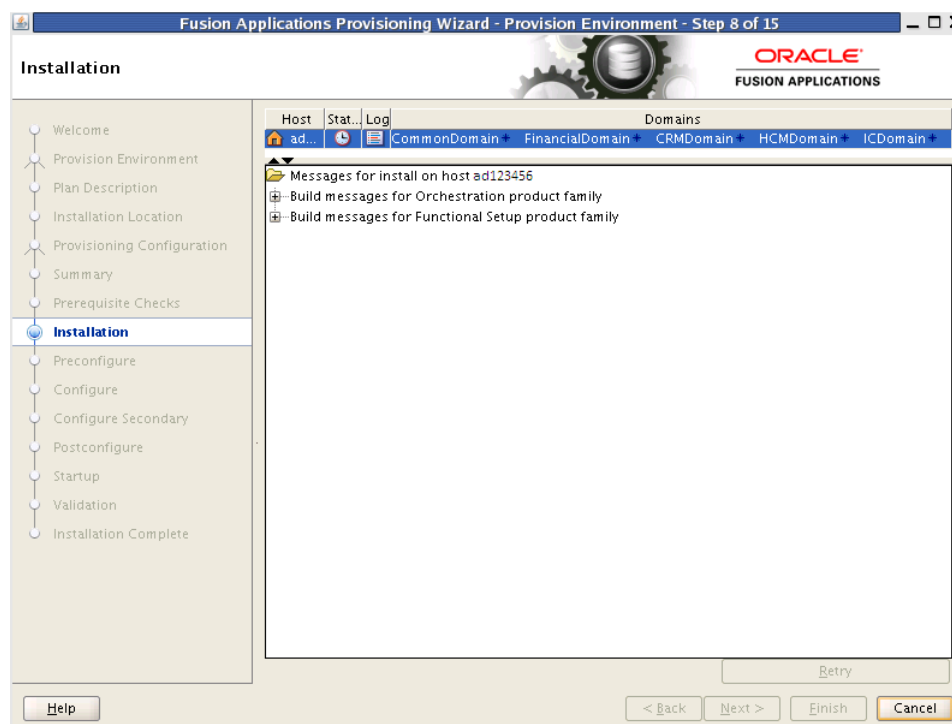 Fusion Applications Provisioning Wizard - Provision Environment - Step 8 of 15
Installation
ORACLE
FUSION APPLICATIONS
Welcome
Provision Environment
Plan Description
Installation Location
Provisioning Configuration
Summary
Prerequisite Checks
Installation
Preconfigure
Configure
Configure Secondary
Postconfigure
Startup
Validation
Installation Complete
Host Stat... Log Domains
ad... CommonDomain+ FinancialDomain+ CRMDomain+ HCMDomain+ ICDomain+
Messages for install on host ad123456
Build messages for Orchestration product family
Build messages for Functional Setup product family
Retry
Help < Back Next > Finish Cancel